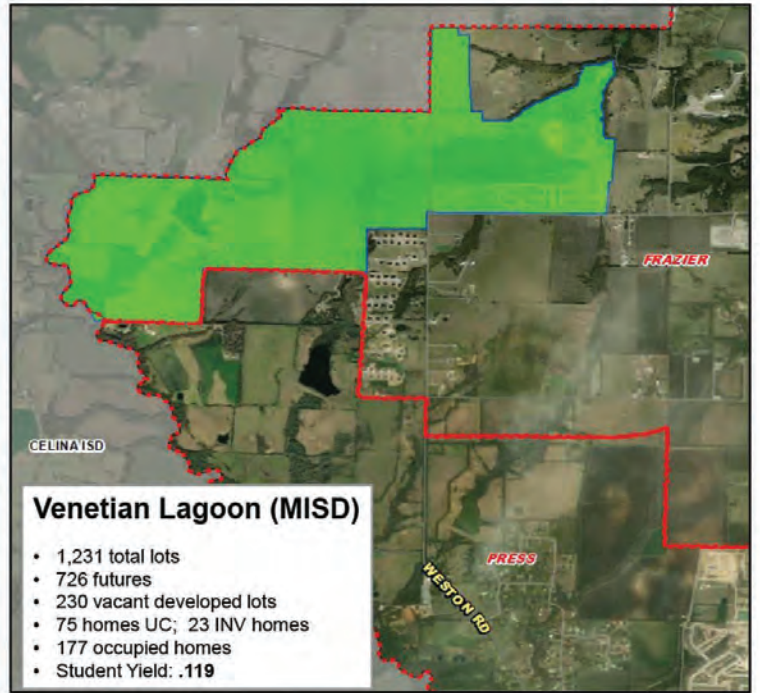 FRAZIER
CELINA ISD
Venetian Lagoon (MISD)
• 1,231 total lots
• 726 futures
• 230 vacant developed lots
• 75 homes UC; 23 INV homes
• 177 occupied homes
• Student Yield: .119
PRESS
WESTON RD